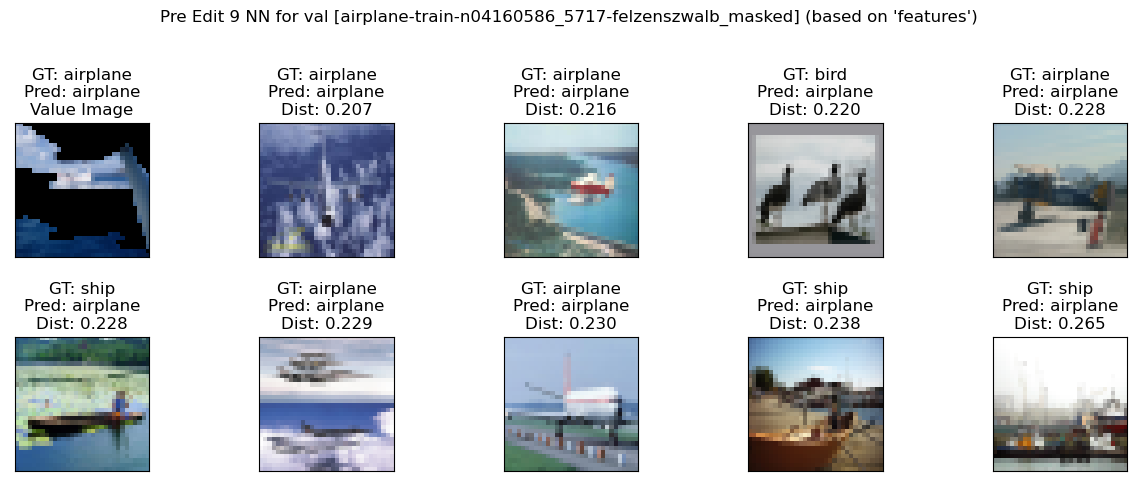 Pre Edit 9 NN for val [airplane-train-n04160586_5717-felzenszwalb_masked] (based on 'features')
GT: airplane
Pred: airplane
Value Image
GT: airplane
Pred: airplane
Dist: 0.207
GT: airplane
Pred: airplane
Dist: 0.216
GT: bird
Pred: airplane
Dist: 0.220
GT: airplane
Pred: airplane
Dist: 0.228
GT: ship
Pred: airplane
Dist: 0.228
GT: airplane
Pred: airplane
Dist: 0.229
GT: airplane
Pred: airplane
Dist: 0.230
GT: ship
Pred: airplane
Dist: 0.238
GT: ship
Pred: airplane
Dist: 0.265